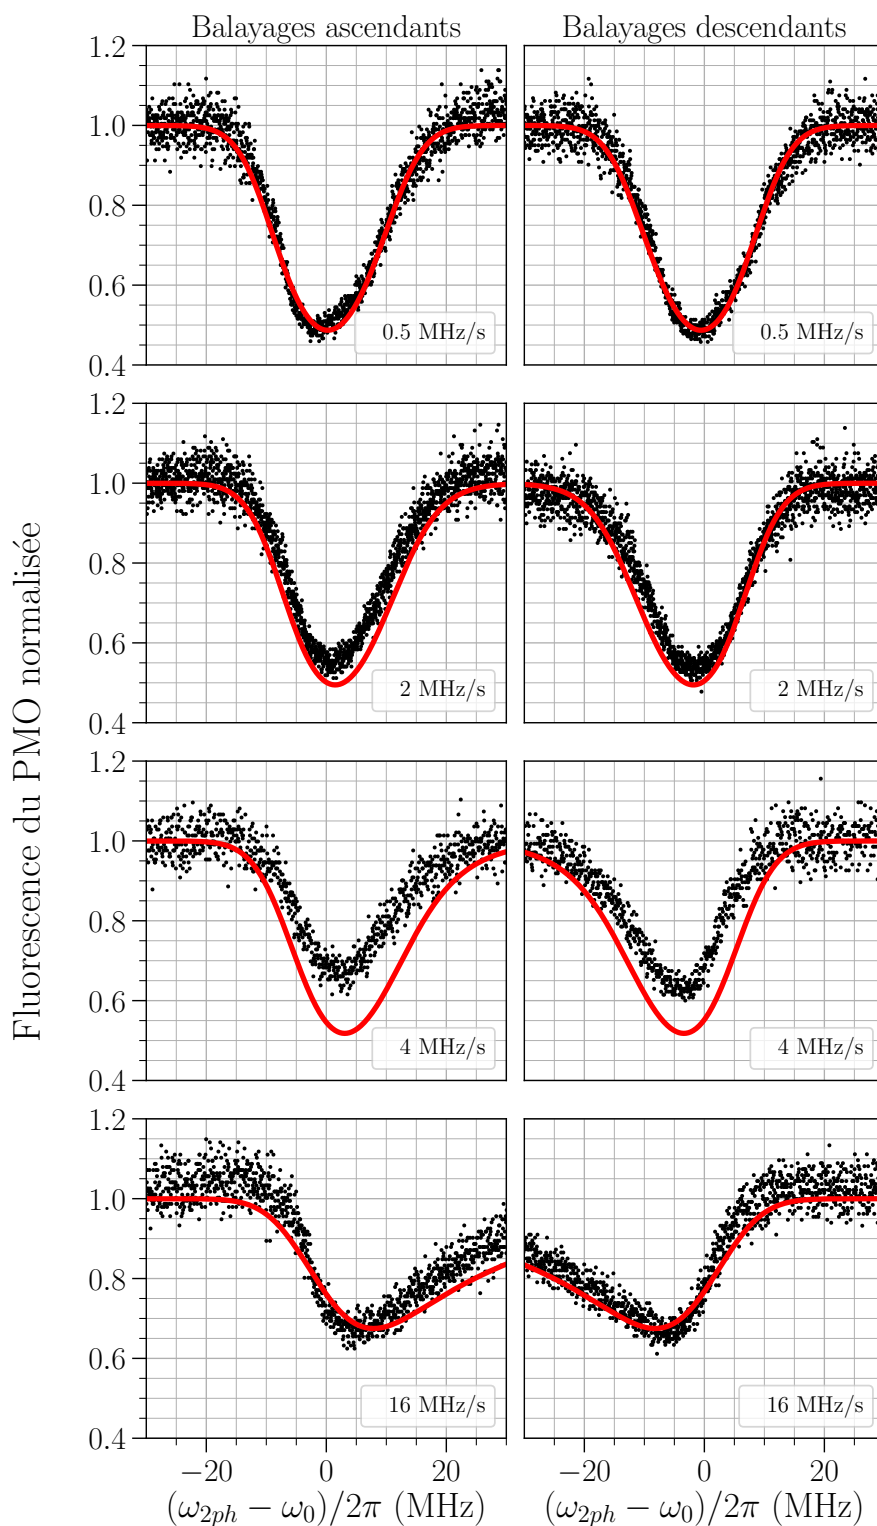 Balayages ascendants Balayages descendants
Fluorescence du PMO normalisée
1.2
1.0
0.8
0.6
0.4
0.5 MHz/s
0.5 MHz/s
1.2
1.0
0.8
0.6
0.4
2 MHz/s
2 MHz/s
1.2
1.0
0.8
0.6
0.4
4 MHz/s
4 MHz/s
1.2
1.0
0.8
0.6
0.4
16 MHz/s
16 MHz/s
−20 0 20 −20 0 20
(ω2ph − ω0)/2π (MHz) (ω2ph − ω0)/2π (MHz)